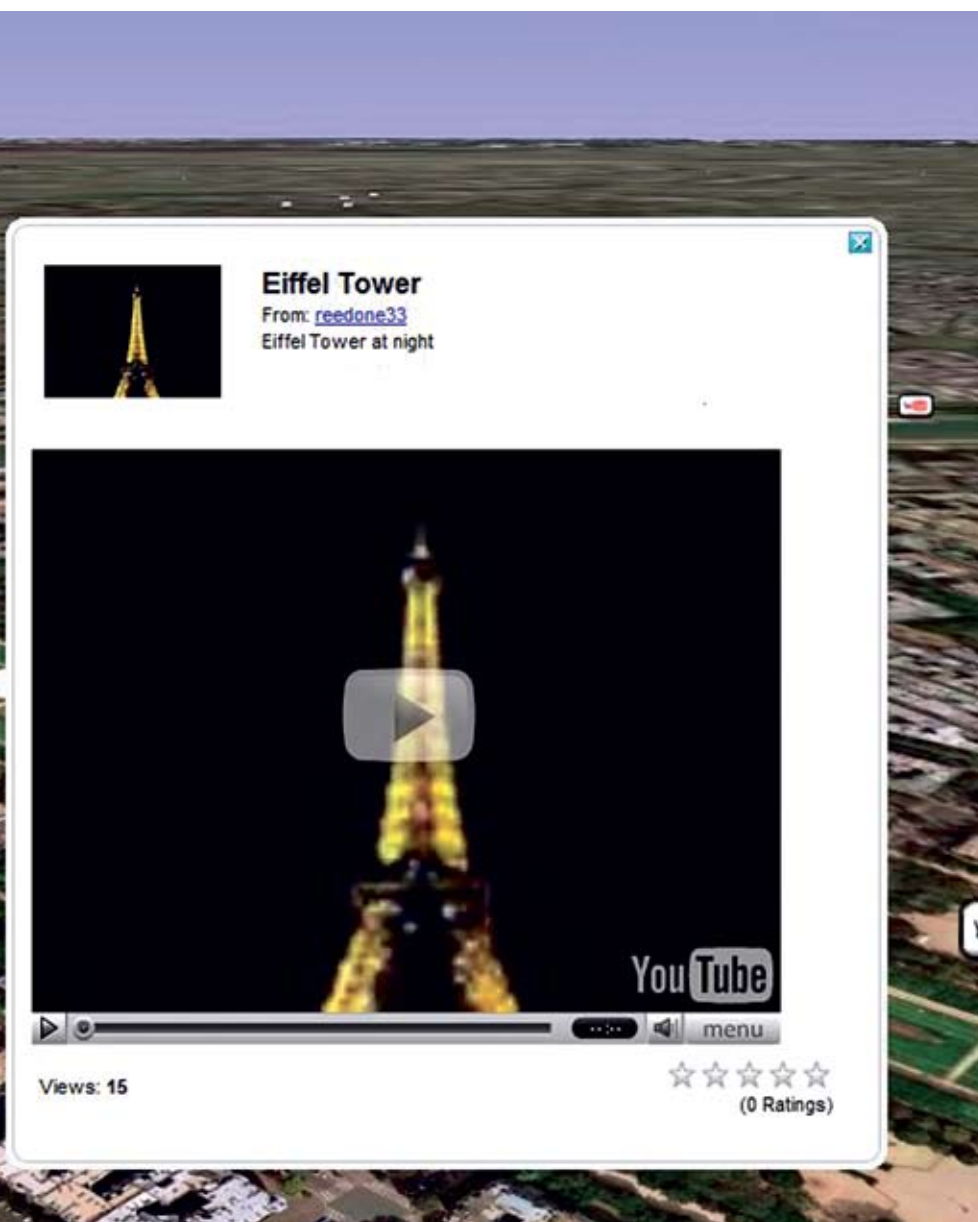 Eiffel Tower
From: reedone33
Eiffel Tower at night
YouTube
--:--
menu
Views: 15
(0 Ratings)